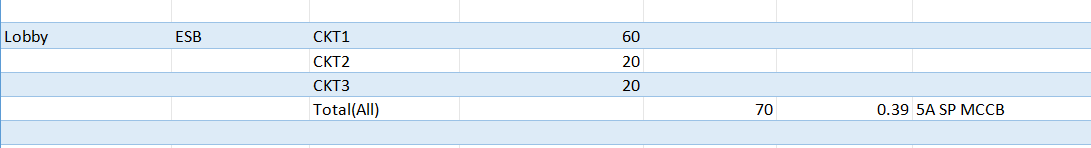 Lobby ESB CKT1 60
CKT2 20
CKT3 20
Total(All) 70 0.39 5A SP MCCB